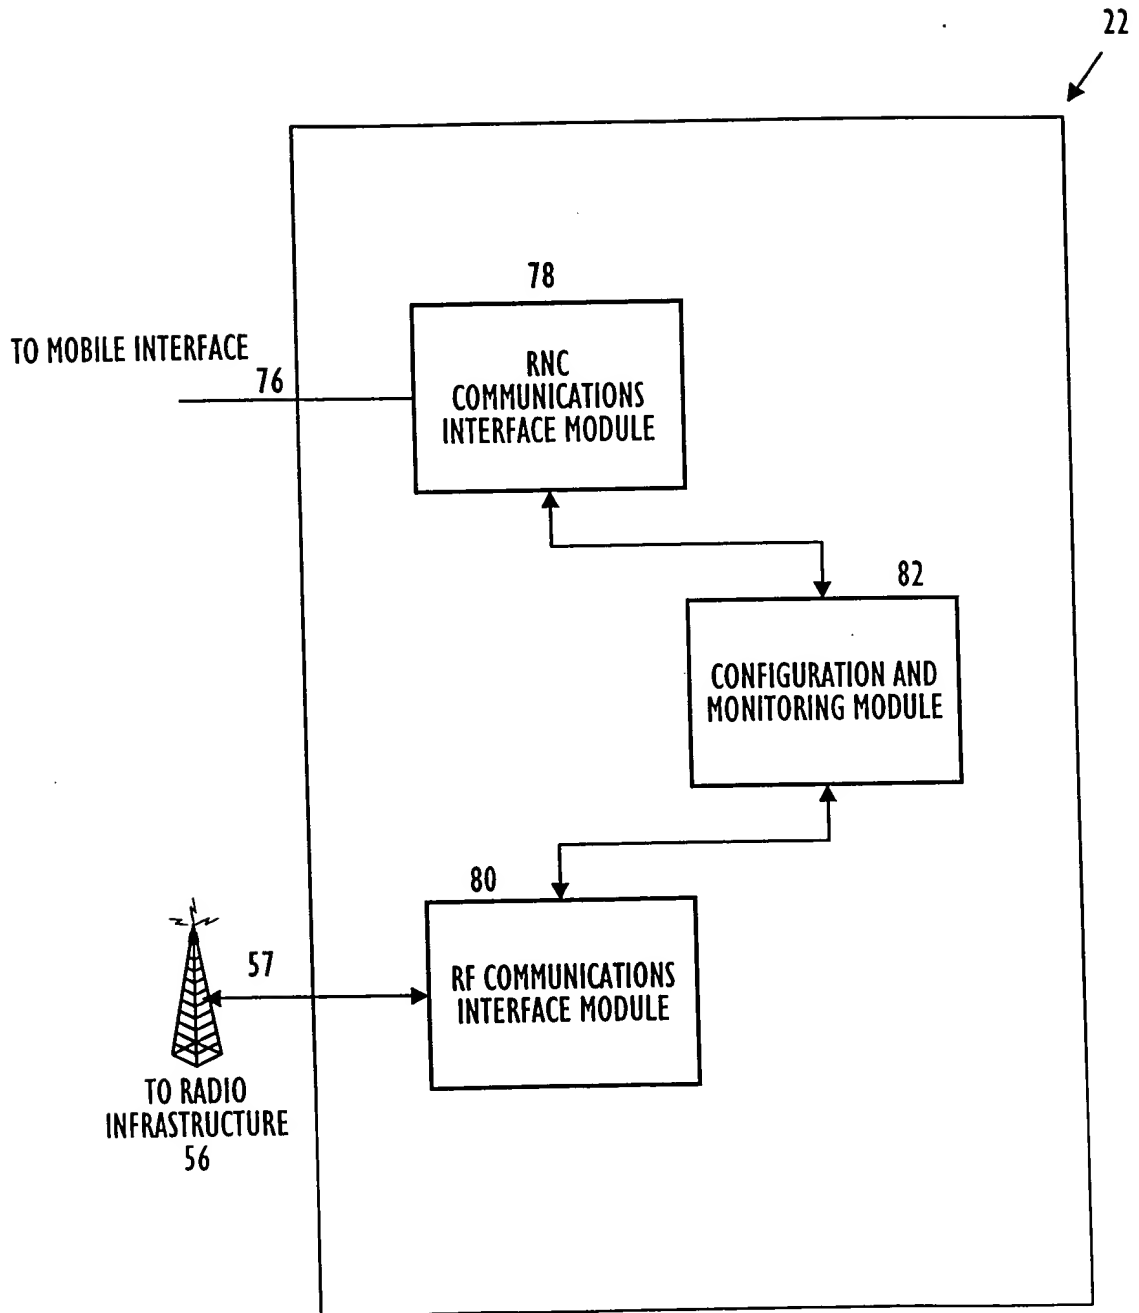 22
78
TO MOBILE INTERFACE
76
RNC
COMMUNICATIONS
INTERFACE MODULE
82
CONFIGURATION AND
MONITORING MODULE
80
57
RF COMMUNICATIONS
INTERFACE MODULE
TO RADIO
INFRASTRUCTURE
56